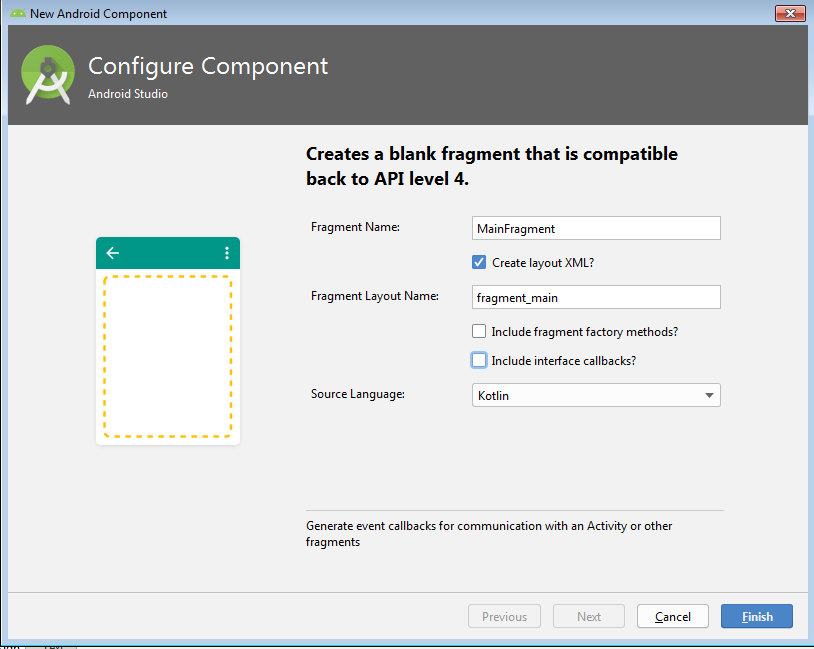 New Android Component
Configure Component
Android Studio
Creates a blank fragment that is compatible
back to API level 4.
Fragment Name:
MainFragment
Create layout XML?
Fragment Layout Name:
fragment_main
Include fragment factory methods?
Include interface callbacks?
Source Language:
Kotlin
Generate event callbacks for communication with an Activity or other
fragments
Previous
Next
Cancel
Finish